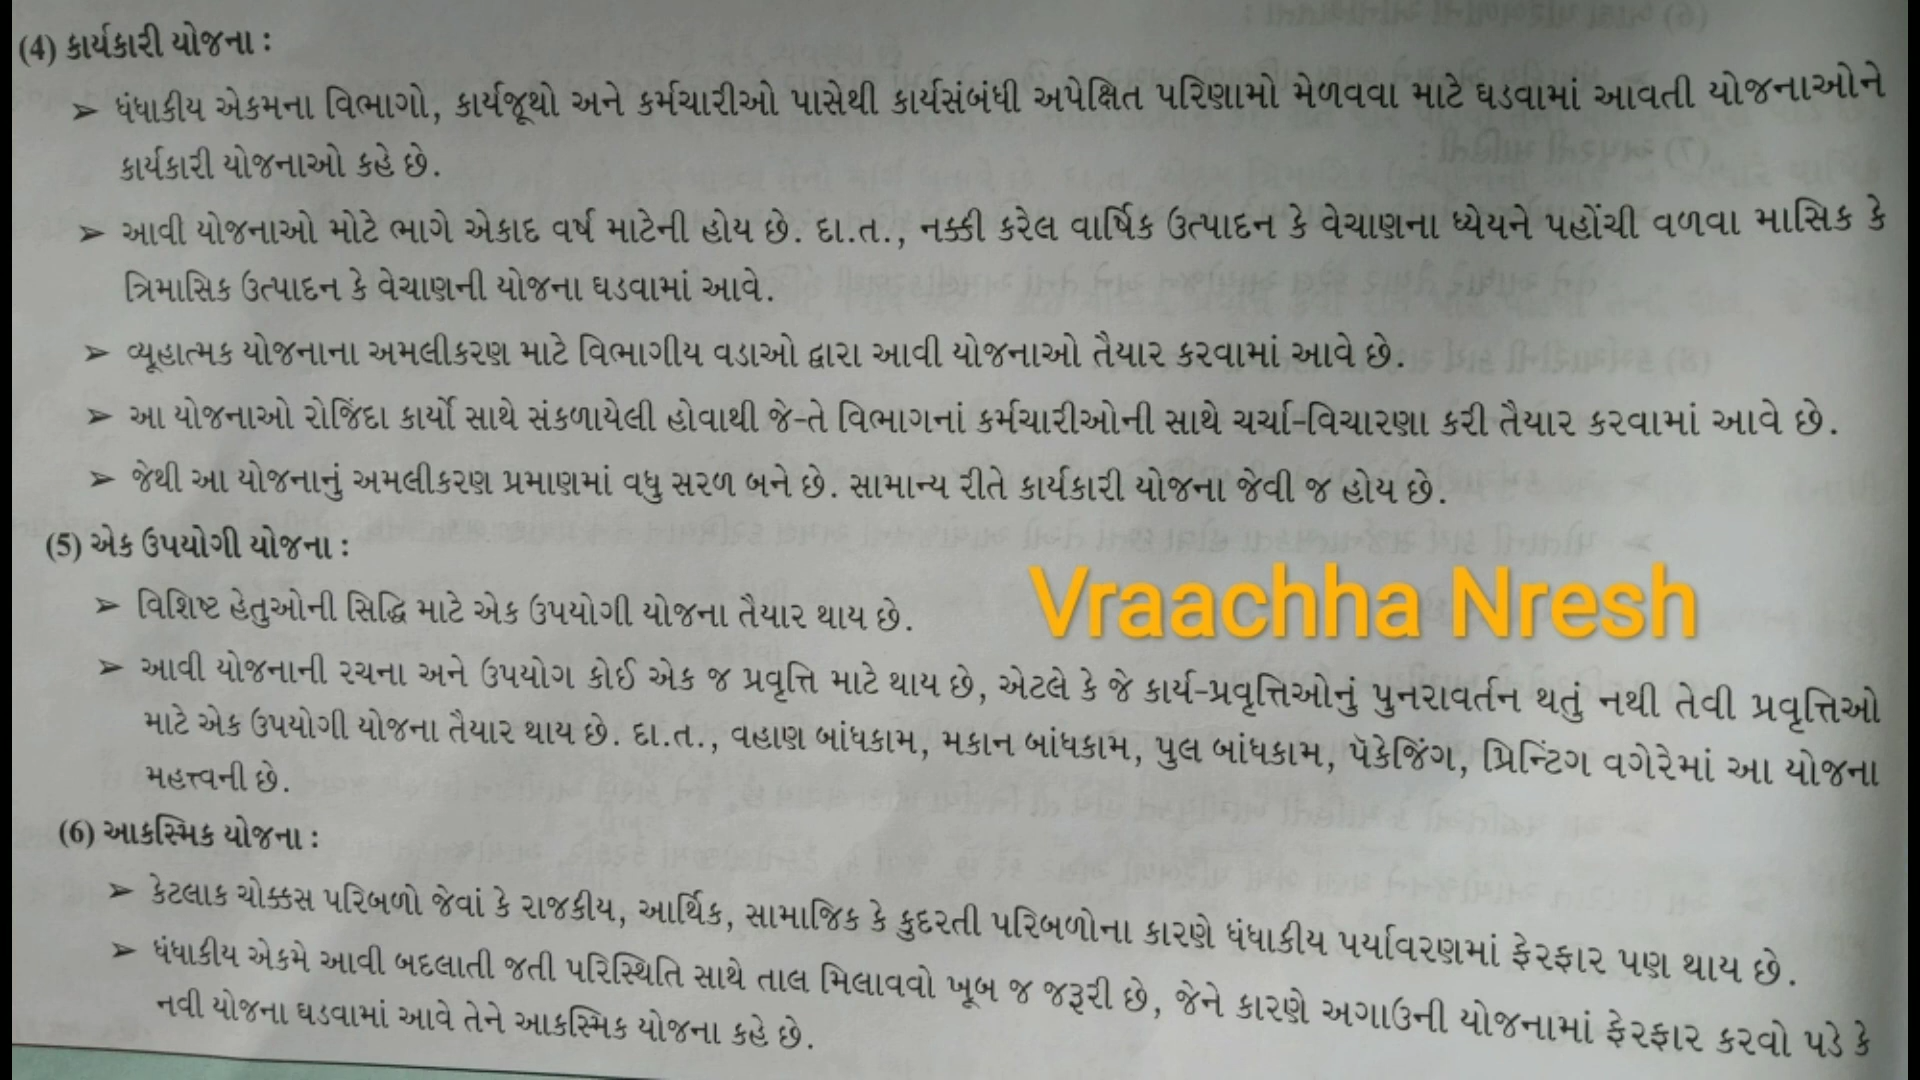 (4) કાર્યકારી યોજના :
➢ ધંધાકીય એકમના વિભાગો, કાર્યજૂથો અને કર્મચારીઓ પાસેથી કાર્યસંબંધી અપેક્ષિત પરિણામો મેળવવા માટે ઘડવામાં આવતી યોજનાઓને
કાર્યકારી યોજનાઓ કહે છે.
➢ આવી યોજનાઓ મોટે ભાગે એકાદ વર્ષ માટેની હોય છે. દા.ત., નક્કી કરેલ વાર્ષિક ઉત્પાદન કે વેચાણના ધ્યેયને પહોંચી વળવા માસિક કે
ત્રિમાસિક ઉત્પાદન કે વેચાણની યોજના ઘડવામાં આવે.
➢ વ્યૂહાત્મક યોજનાના અમલીકરણ માટે વિભાગીય વડાઓ દ્વારા આવી યોજનાઓ તૈયાર કરવામાં આવે છે.
➢ આ યોજનાઓ રોજિંદા કાર્યો સાથે સંકળાયેલી હોવાથી જે-તે વિભાગનાં કર્મચારીઓની સાથે ચર્ચા-વિચારણા કરી તૈયાર કરવામાં આવે છે.
➢ જેથી આ યોજનાનું અમલીકરણ પ્રમાણમાં વધુ સરળ બને છે. સામાન્ય રીતે કાર્યકારી યોજના જેવી જ હોય છે.
(5) એક ઉપયોગી યોજના :
➢ વિશિષ્ટ હેતુઓની સિદ્ધિ માટે એક ઉપયોગી યોજના તૈયાર થાય છે.
Vraachha Nresh
➢ આવી યોજનાની રચના અને ઉપયોગ કોઈ એક જ પ્રવૃત્તિ માટે થાય છે, એટલે કે જે કાર્ય-પ્રવૃત્તિઓનું પુનરાવર્તન થતું નથી તેવી પ્રવૃત્તિઓ
માટે એક ઉપયોગી યોજના તૈયાર થાય છે. દા.ત., વહાણ બાંધકામ, મકાન બાંધકામ, પુલ બાંધકામ, પૅકેજિંગ, પ્રિન્ટિંગ વગેરેમાં આ યોજના
મહત્ત્વની છે.
(6) આકસ્મિક યોજના :
➢ કેટલાક ચોક્કસ પરિબળો જેવાં કે રાજકીય, આર્થિક, સામાજિક કે કુદરતી પરિબળોના કારણે ધંધાકીય પર્યાવરણમાં ફેરફાર પણ થાય છે.
➢ ધંધાકીય એકમે આવી બદલાતી જતી પરિસ્થિતિ સાથે તાલ મિલાવવો ખૂબ જ જરૂરી છે, જેને કારણે અગાઉની યોજનામાં ફેરફાર કરવો પડે કે
નવી યોજના ઘડવામાં આવે તેને આકસ્મિક યોજના કહે છે.